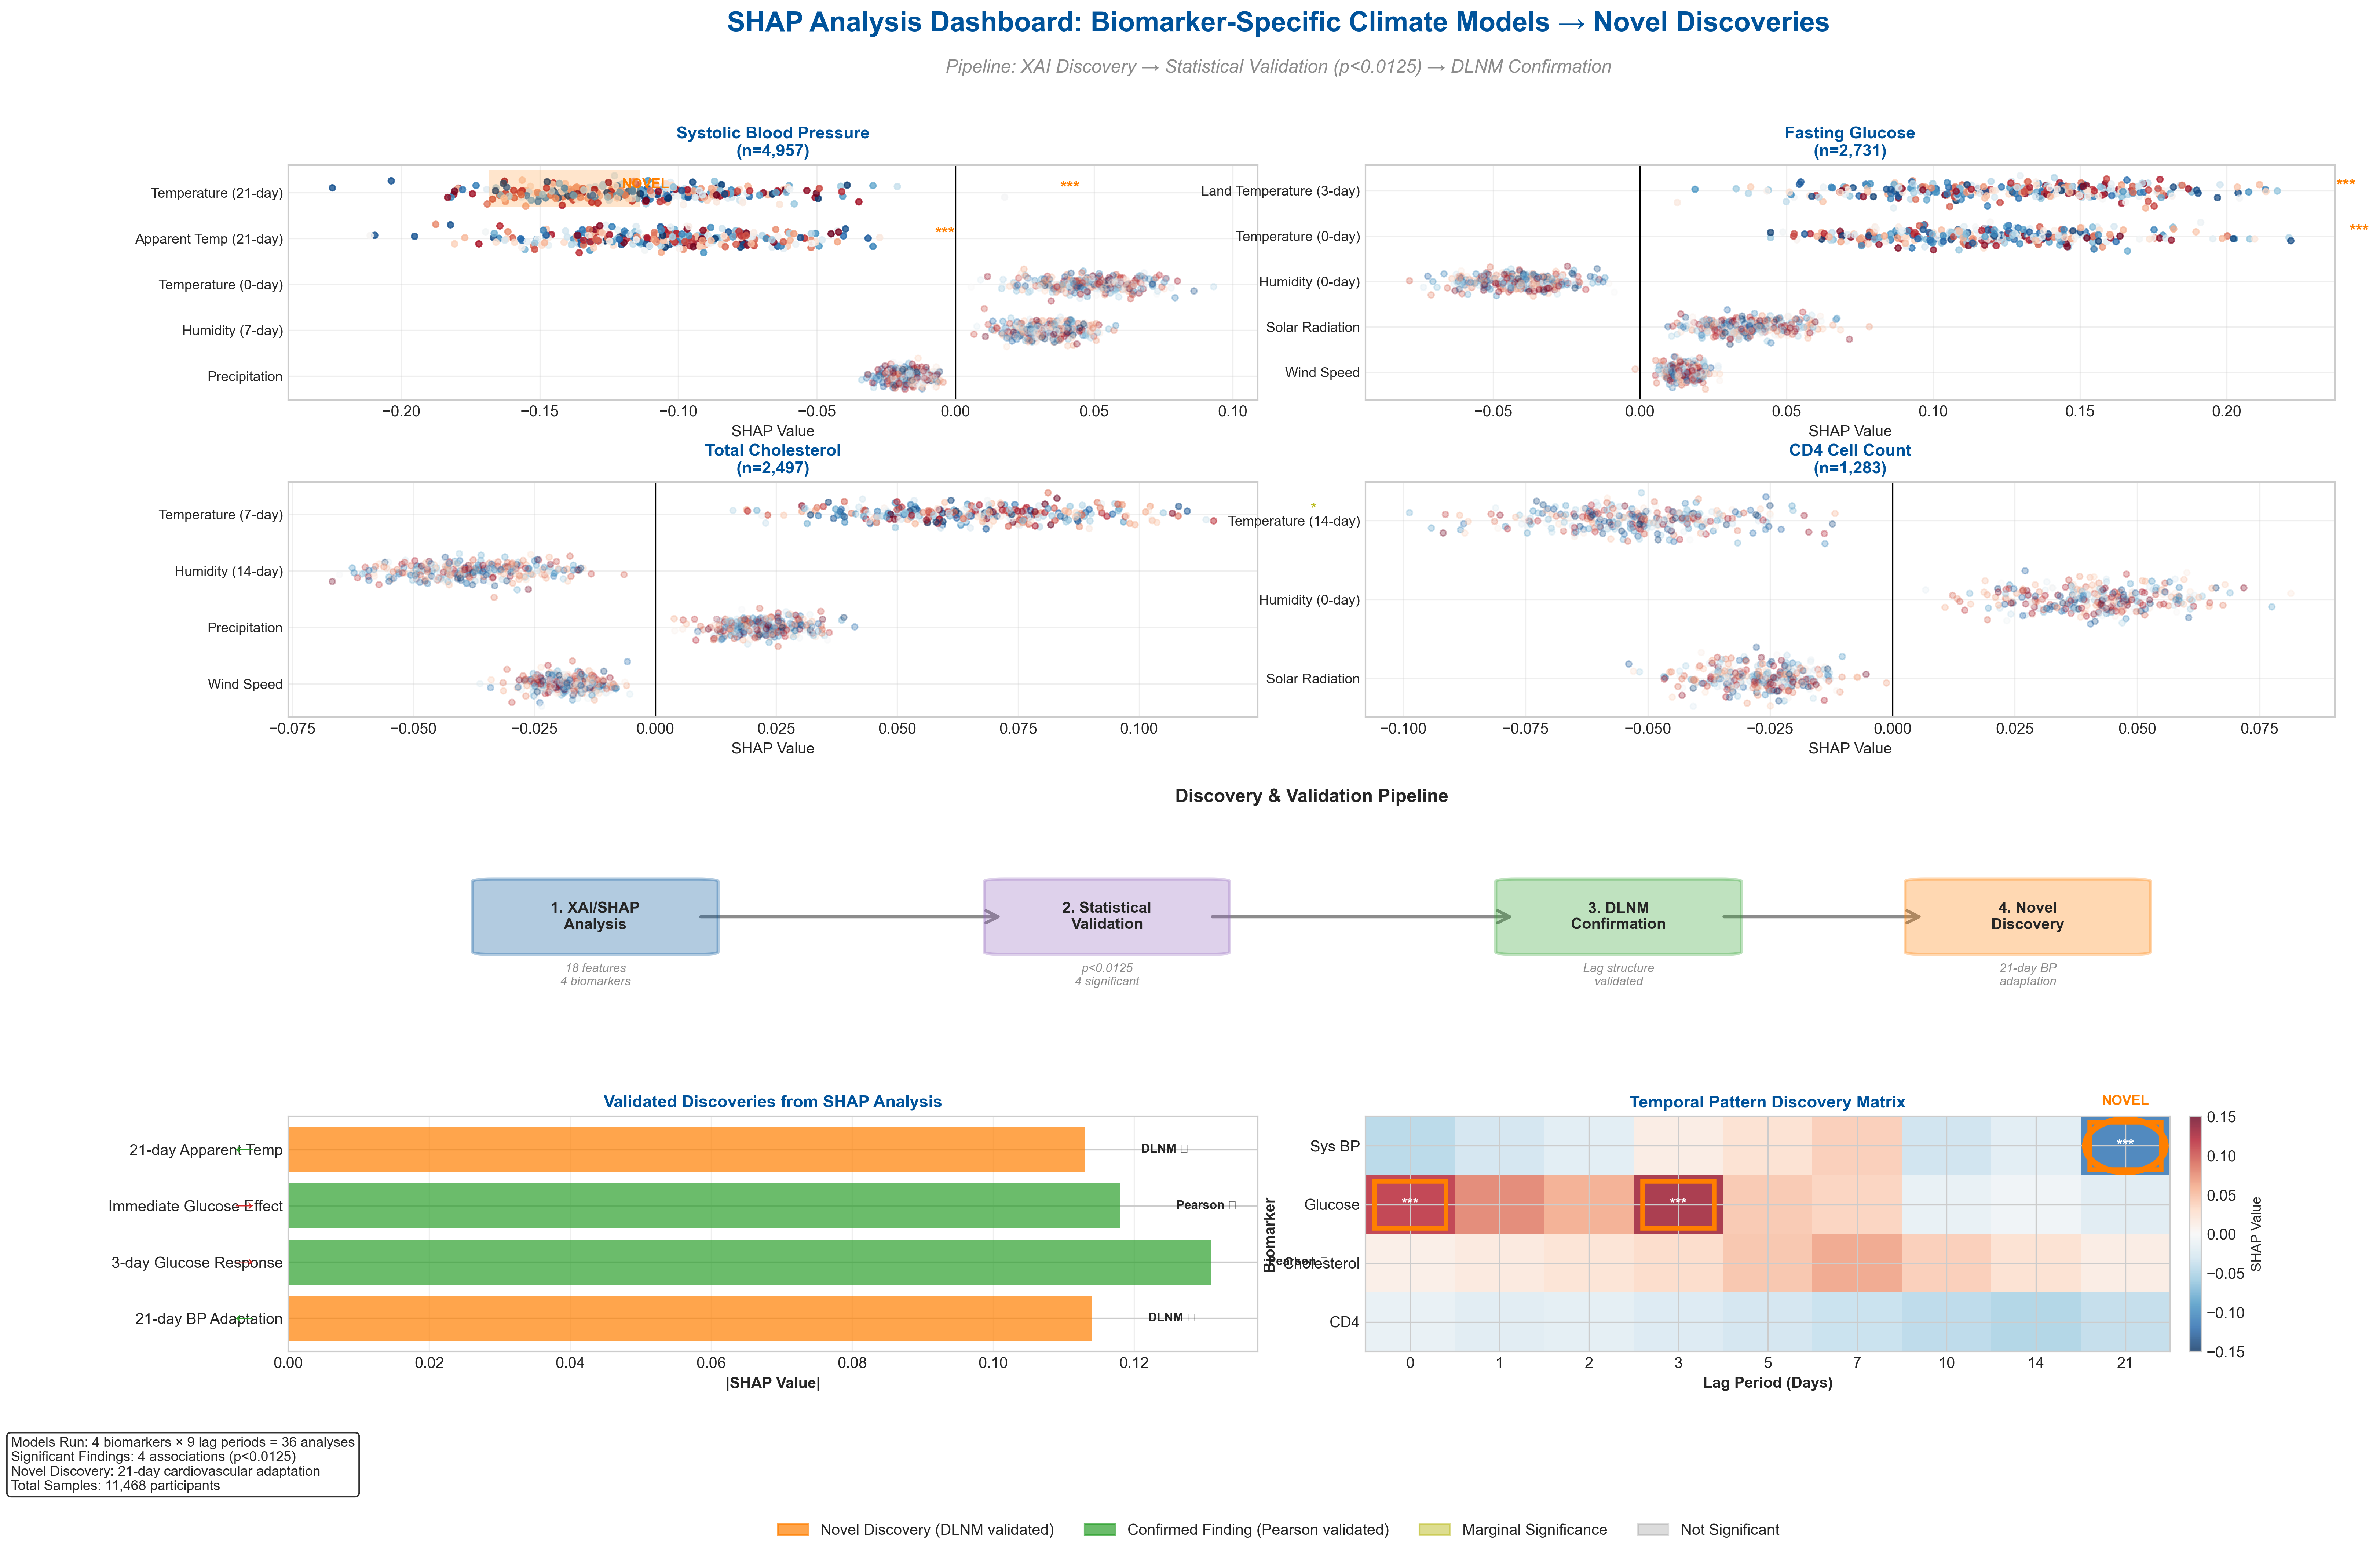 SHAP Analysis Dashboard: Biomarker-Specific Climate Models → Novel Discoveries
Pipeline: XAI Discovery → Statistical Validation (p<0.0125) → DLNM Confirmation
Systolic Blood Pressure
(n=4,957)
Temperature (21-day)
NOVEL
***
Apparent Temp (21-day)
***
Temperature (0-day)
Humidity (7-day)
Precipitation
−0.20 −0.15 −0.10 −0.05 0.00 0.05 0.10
SHAP Value
Fasting Glucose
(n=2,731)
Land Temperature (3-day)
***
Temperature (0-day)
***
Humidity (0-day)
Solar Radiation
Wind Speed
−0.05 0.00 0.05 0.10 0.15 0.20
SHAP Value
Total Cholesterol
(n=2,497)
Temperature (7-day)
*
Humidity (14-day)
Precipitation
Wind Speed
−0.075 −0.050 −0.025 0.000 0.025 0.050 0.075 0.100
SHAP Value
CD4 Cell Count
(n=1,283)
Temperature (14-day)
Humidity (0-day)
Solar Radiation
−0.100 −0.075 −0.050 −0.025 0.000 0.025 0.050 0.075
SHAP Value
Discovery & Validation Pipeline
1. XAI/SHAP
Analysis
18 features
4 biomarkers
2. Statistical
Validation
p<0.0125
4 significant
3. DLNM
Confirmation
Lag structure
validated
4. Novel
Discovery
21-day BP
adaptation
Validated Discoveries from SHAP Analysis
21-day Apparent Temp
DLNM
Immediate Glucose Effect
Pearson
3-day Glucose Response
Pearson
21-day BP Adaptation
DLNM
0.00 0.02 0.04 0.06 0.08 0.10 0.12
|SHAP Value|
Temporal Pattern Discovery Matrix
NOVEL
Biomarker
Sys BP
***
Glucose
*** ***
Cholesterol
CD4
0 1 2 3 5 7 10 14 21
Lag Period (Days)
0.15
0.10
0.05
0.00
−0.05
−0.10
−0.15
SHAP Value
Models Run: 4 biomarkers × 9 lag periods = 36 analyses
Significant Findings: 4 associations (p<0.0125)
Novel Discovery: 21-day cardiovascular adaptation
Total Samples: 11,468 participants
Novel Discovery (DLNM validated) Confirmed Finding (Pearson validated) Marginal Significance Not Significant